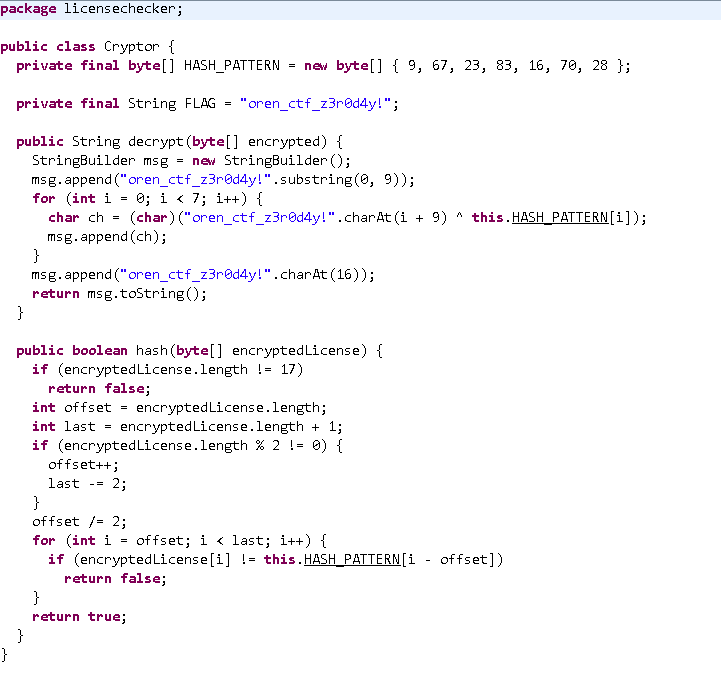 package licensechecker;
public class Cryptor {
private final byte[] HASH_PATTERN = new byte[] { 9, 67, 23, 83, 16, 70, 28 };
private final String FLAG = "oren_ctf_z3r0d4y!";
public String decrypt(byte[] encrypted) {
StringBuilder msg = new StringBuilder();
msg.append("oren_ctf_z3r0d4y!".substring(0, 9));
for (int i = 0; i < 7; i++) {
char ch = (char)("oren_ctf_z3r0d4y!".charAt(i + 9) ^ this.HASH_PATTERN[i]);
msg.append(ch);
}
msg.append("oren_ctf_z3r0d4y!".charAt(16));
return msg.toString();
}
public boolean hash(byte[] encryptedLicense) {
if (encryptedLicense.length != 17)
return false;
int offset = encryptedLicense.length;
int last = encryptedLicense.length + 1;
if (encryptedLicense.length % 2 != 0) {
offset++;
last -= 2;
}
offset /= 2;
for (int i = offset; i < last; i++) {
if (encryptedLicense[i] != this.HASH_PATTERN[i - offset])
return false;
}
return true;
}
}